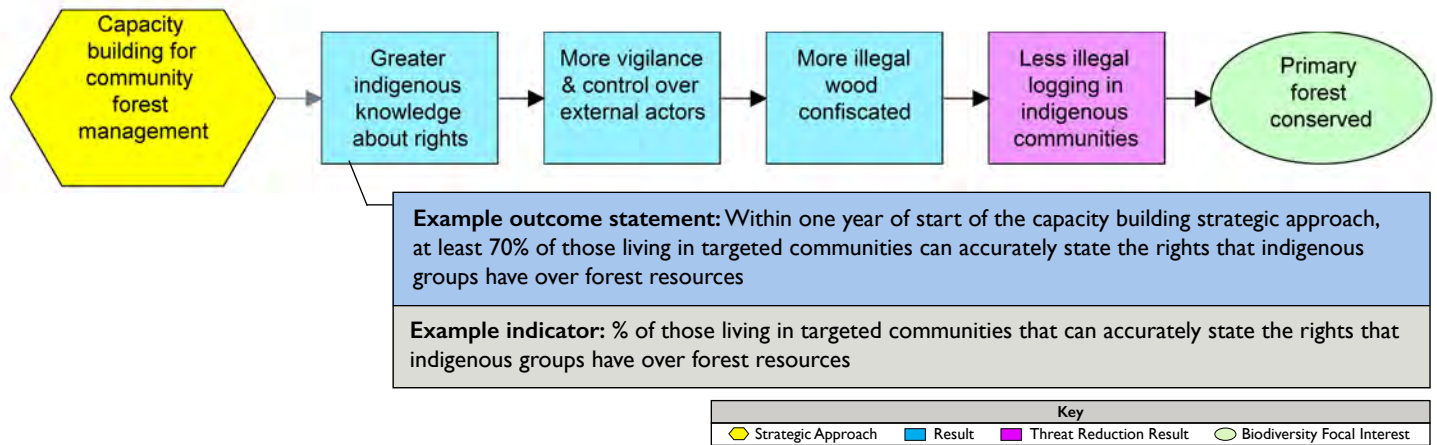 Capacity
building for
community
forest
management
Greater
indigenous
knowledge
about rights
More vigilance
& control over
external actors
More illegal
wood
confiscated
Less illegal
logging in
indigenous
communities
Primary
forest
conserved
Example outcome statement: Within one year of start of the capacity building strategic approach,
at least 70% of those living in targeted communities can accurately state the rights that indigenous
groups have over forest resources
Example indicator: % of those living in targeted communities that can accurately state the rights that
indigenous groups have over forest resources
Key
Strategic Approach Result Threat Reduction Result Biodiversity Focal Interest